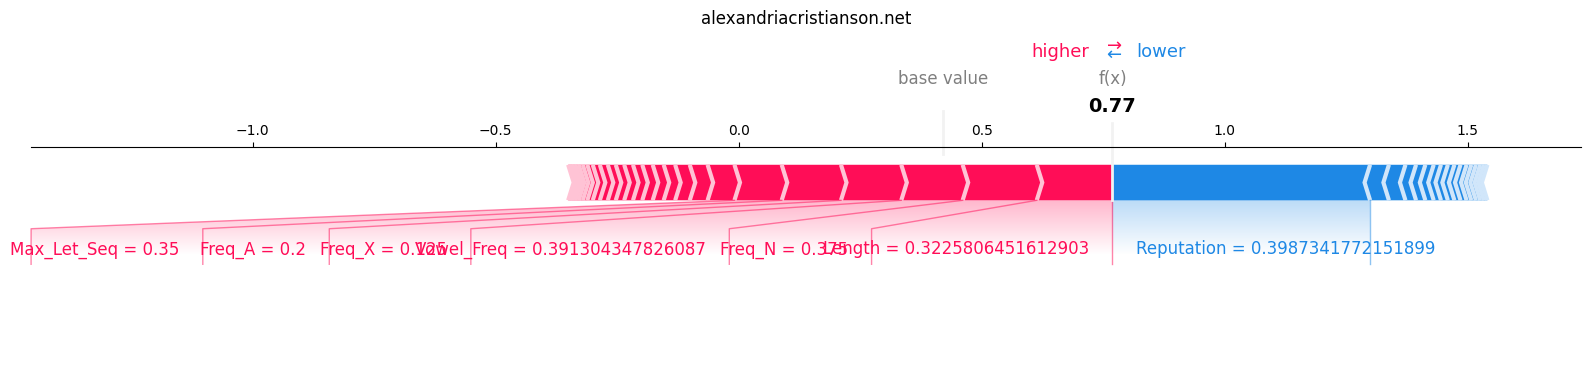 alexandriacristianson.net
higher ⇄ lower
base value f(x)
0.77
−1.0 −0.5 0.0 0.5 1.0 1.5
Max_Let_Seq = 0.35 Freq_A = 0.2 Freq_X = 0.125 Vowel_Freq = 0.391304347826087 Freq_N = 0.375 Length = 0.3225806451612903 Reputation = 0.3987341772151899